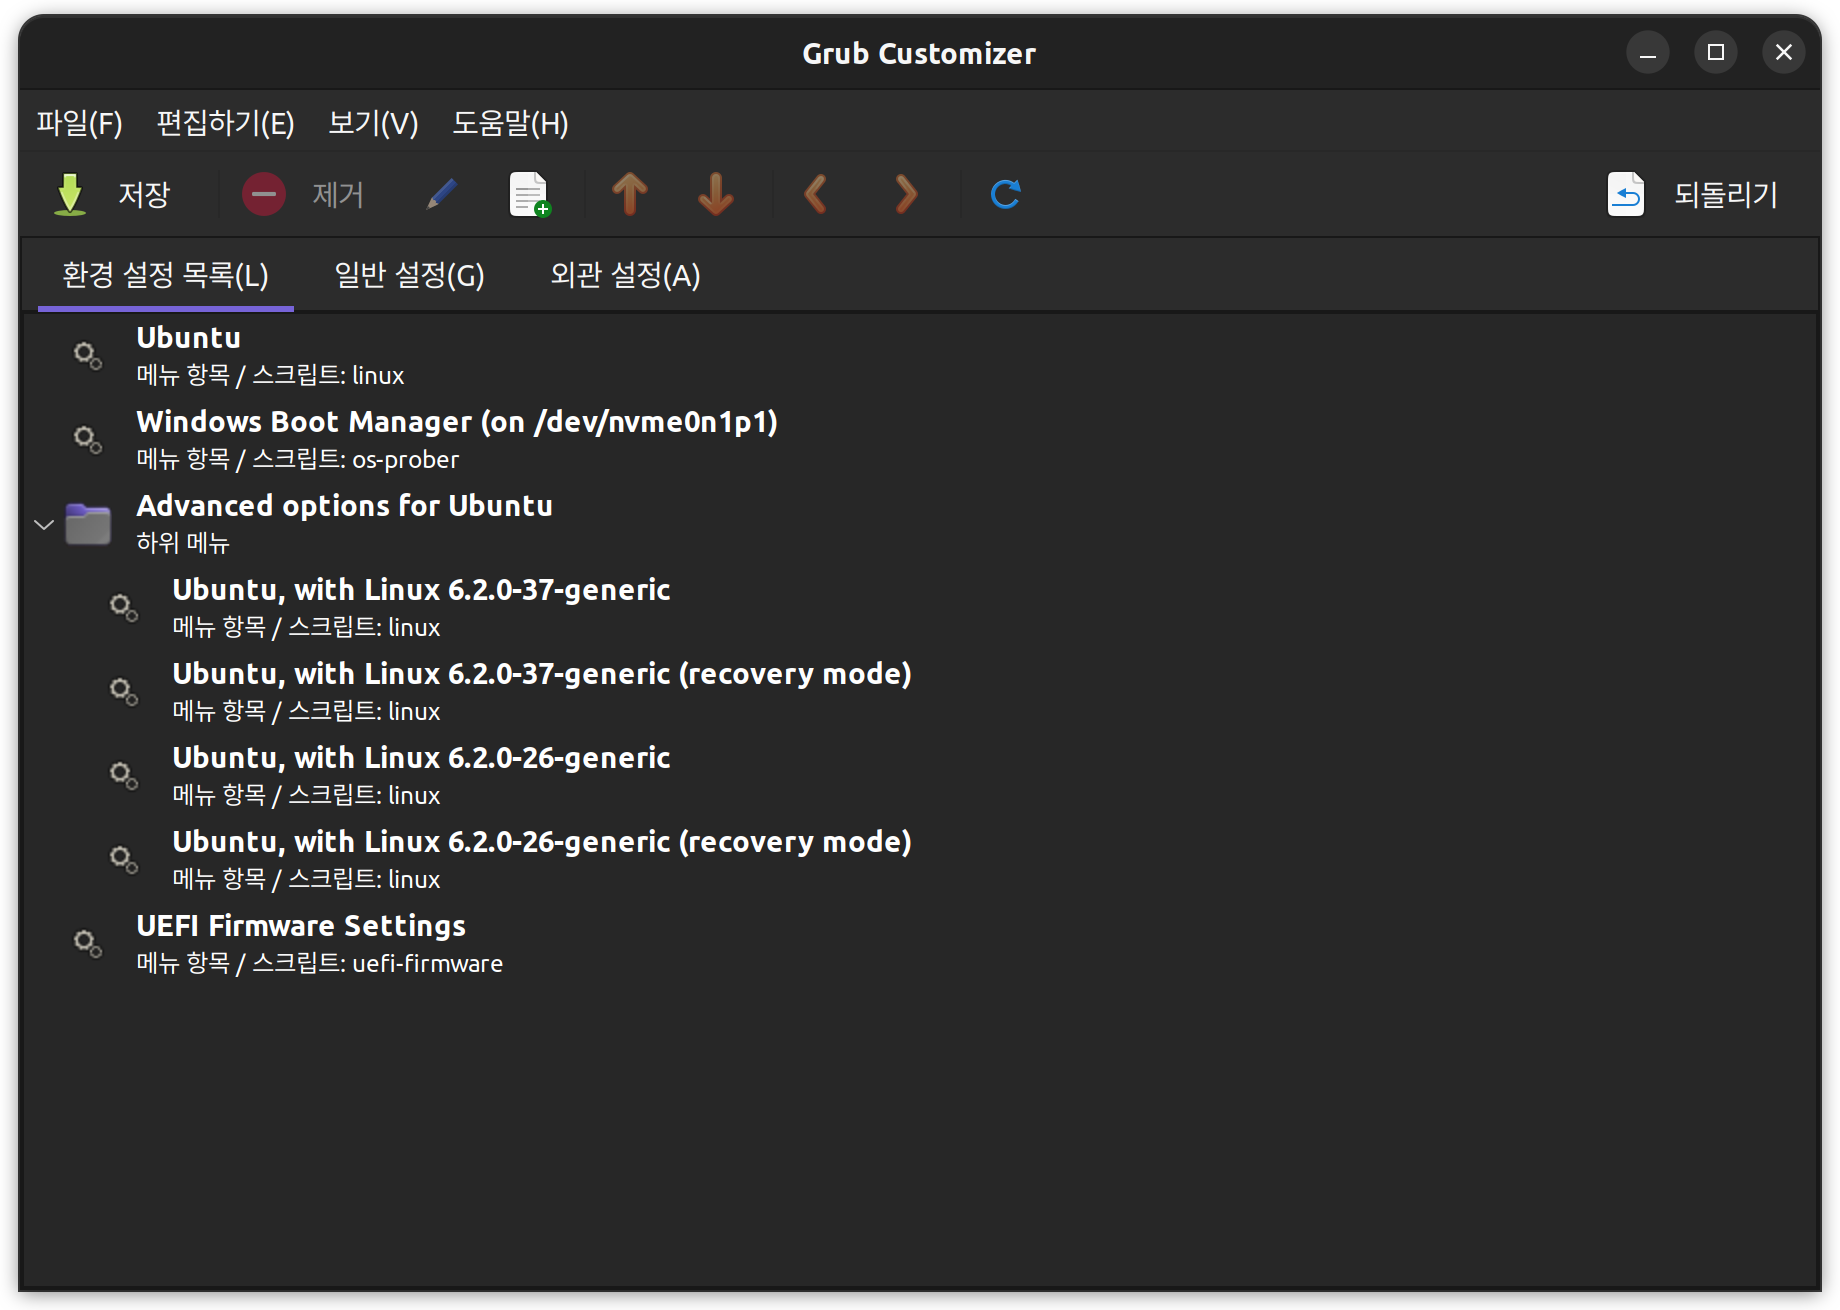 Grub Customizer
파일(F) 편집하기(E) 보기(V) 도움말(H)
저장 제거 되돌리기
환경 설정 목록(L) 일반 설정(G) 외관 설정(A)
Ubuntu
메뉴 항목 / 스크립트: linux
Windows Boot Manager (on /dev/nvme0n1p1)
메뉴 항목 / 스크립트: os-prober
Advanced options for Ubuntu
하위 메뉴
Ubuntu, with Linux 6.2.0-37-generic
메뉴 항목 / 스크립트: linux
Ubuntu, with Linux 6.2.0-37-generic (recovery mode)
메뉴 항목 / 스크립트: linux
Ubuntu, with Linux 6.2.0-26-generic
메뉴 항목 / 스크립트: linux
Ubuntu, with Linux 6.2.0-26-generic (recovery mode)
메뉴 항목 / 스크립트: linux
UEFI Firmware Settings
메뉴 항목 / 스크립트: uefi-firmware